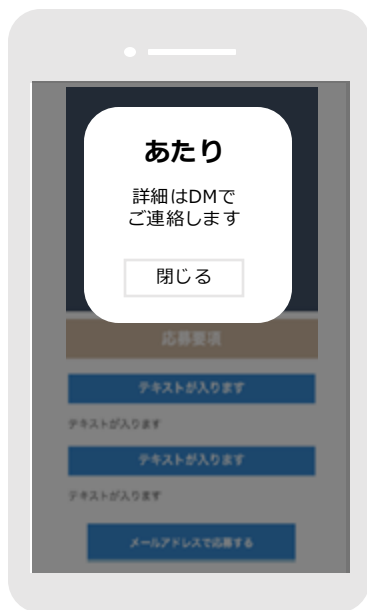 あたり
詳細はDMで
ご連絡します
閉じる
応募要項
テキストが入ります
テキストが入ります
テキストが入ります
テキストが入ります
メールアドレスで応募する